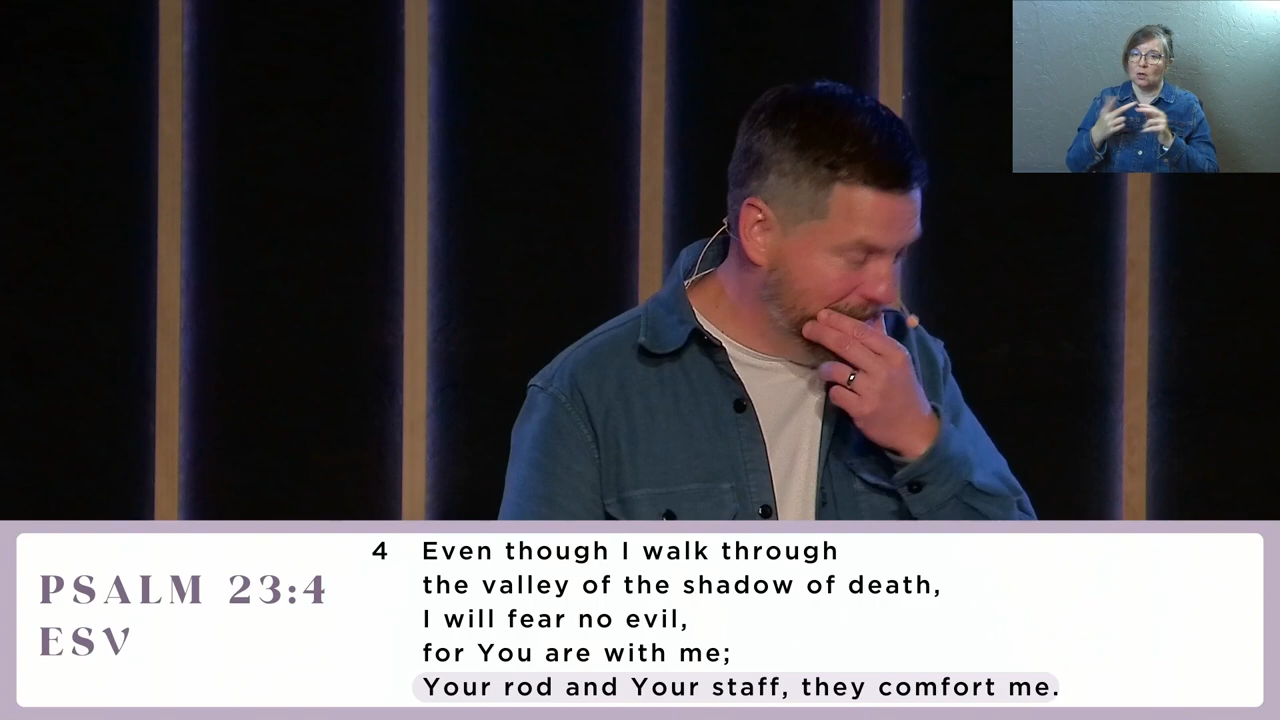 PSALM 23:4
ESV
4 Even though I walk through
the valley of the shadow of death,
I will fear no evil,
for You are with me;
Your rod and Your staff, they comfort me.